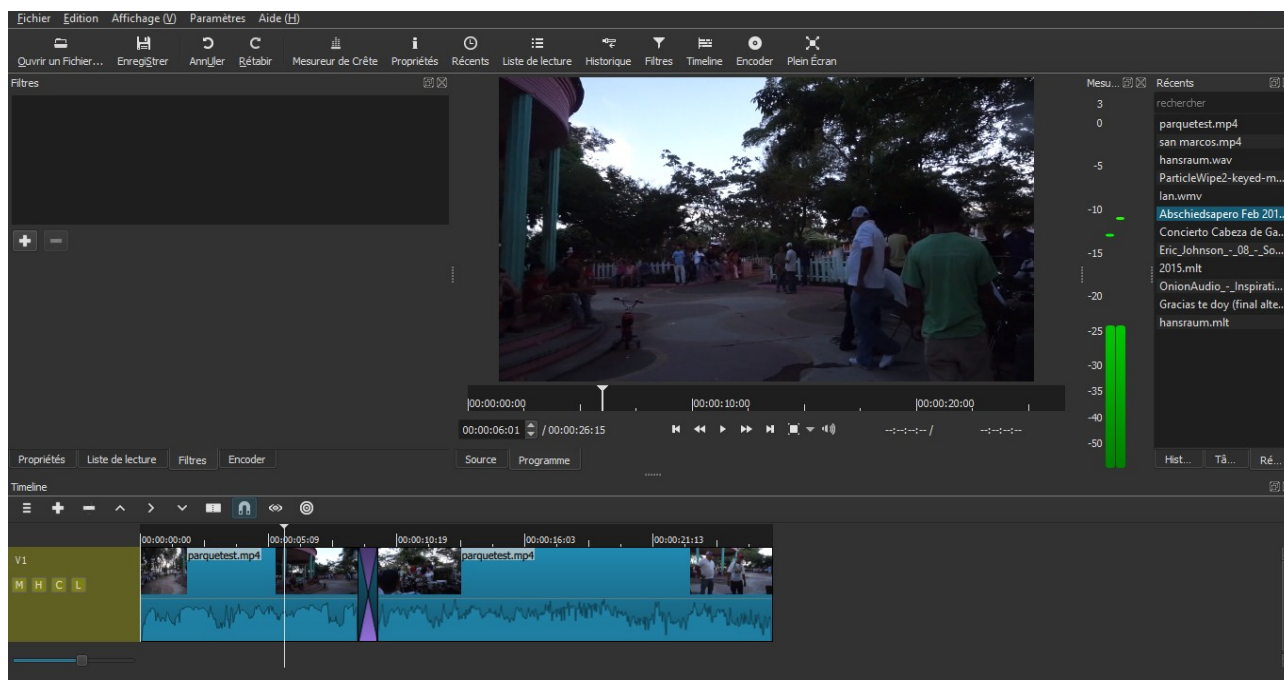 Fichier Edition Affichage (V) Paramètres Aide (H)
Ouvrir un Fichier... EnregiStrer AnnUler Rétabir Mesureur de Crête Propriétés Récents Liste de lecture Historique Filtres Timeline Encoder Plein Écran
Filtres
Mesu...
Récents
3
0
-5
-10
-15
-20
-25
-30
-35
-40
-50
rechercher
parquetest.mp4
san marcos.mp4
hansraum.wav
ParticleWipe2-keyed-m...
lan.wmv
Abschiedsapero Feb 201...
Concierto Cabeza de Ga...
Eric_Johnson_-_08_-_So...
2015.mlt
OnionAudio_-_Inspirati...
Gracias te doy (final alte...
hansraum.mlt
00:00:00:00 00:00:10:00 00:00:20:00
00:00:06:01 / 00:00:26:15 --:--:--:-- / --:--:--:--
Propriétés Liste de lecture Filtres Encoder
Source Programme
Hist... Tâ... Ré...
Timeline
00:00:00:00 00:00:05:09 00:00:10:19 00:00:16:03 00:00:21:13
V1
parquetest.mp4 parquetest.mp4
M H C L